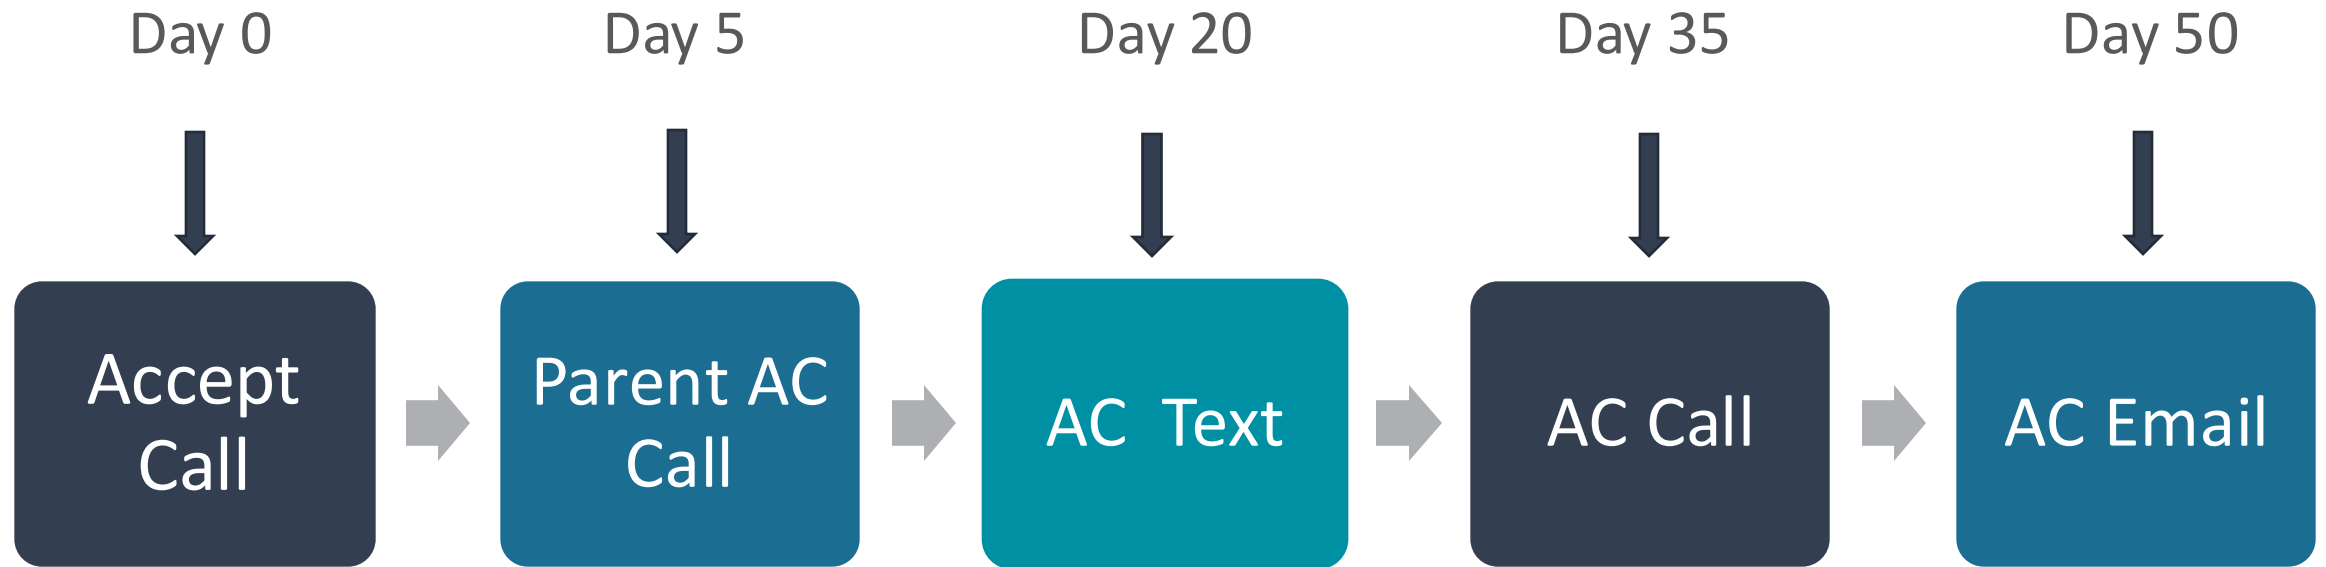 Day 0
Day 5
Day 20
Day 35
Day 50
Accept
Call
Parent AC
Call
AC Text
AC Call
AC Email